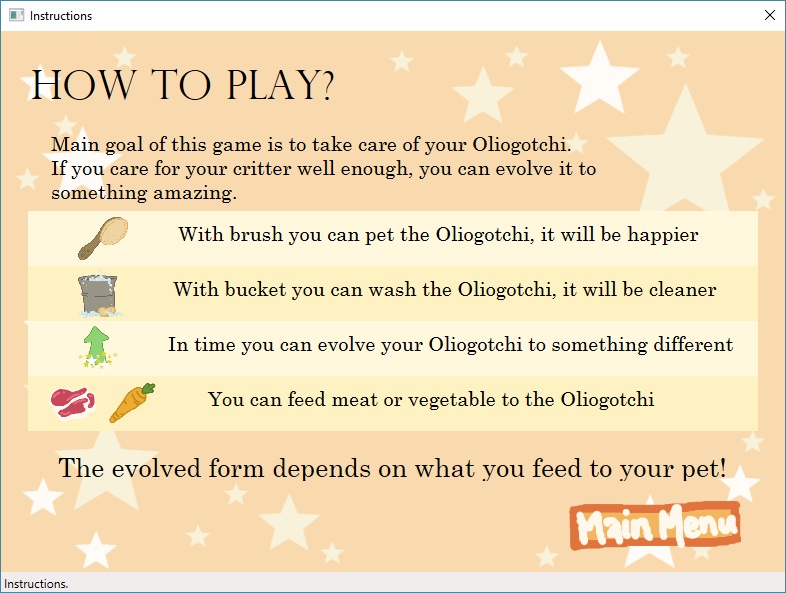 Instructions
HOW TO PLAY?
Main goal of this game is to take care of your Oliogotchi.
If you care for your critter well enough, you can evolve it to
something amazing.
With brush you can pet the Oliogotchi, it will be happier
With bucket you can wash the Oliogotchi, it will be cleaner
In time you can evolve your Oliogotchi to something different
You can feed meat or vegetable to the Oliogotchi
The evolved form depends on what you feed to your pet!
Main Menu
Instructions.